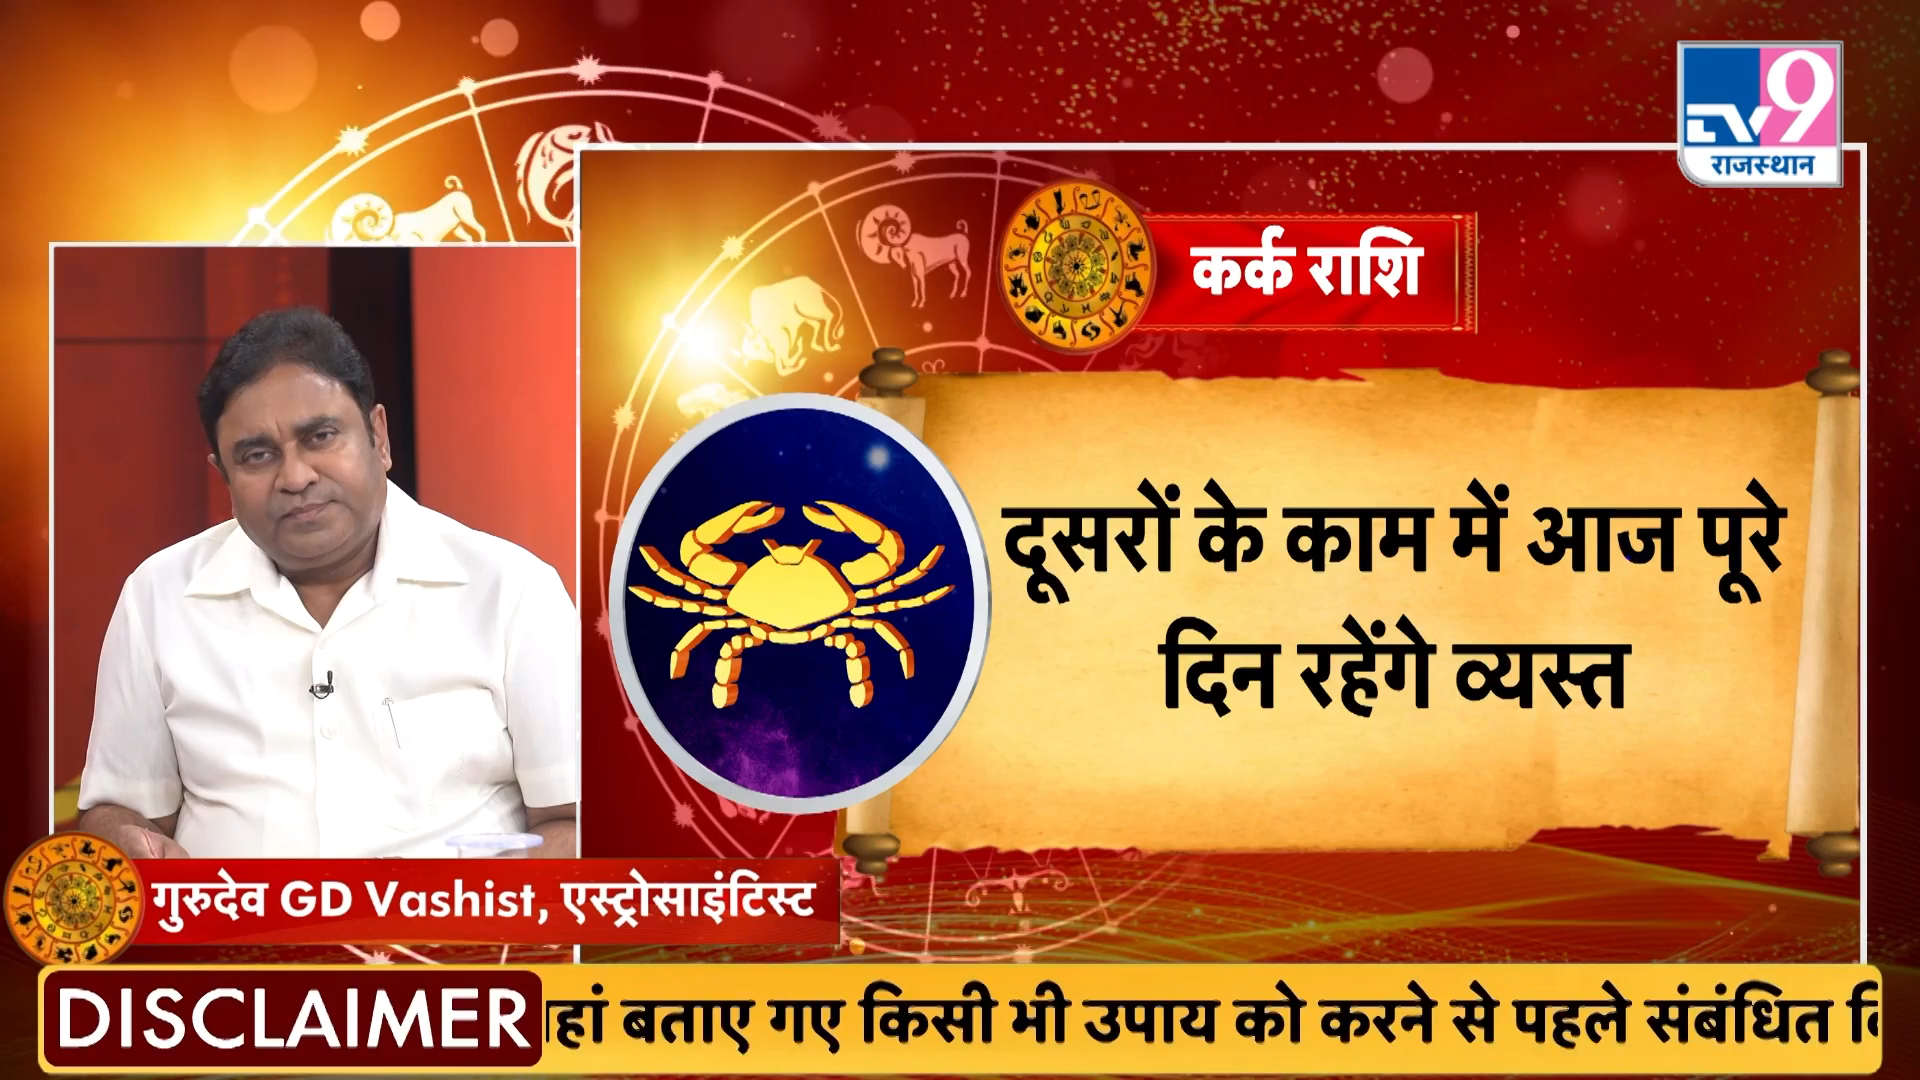 TV9
राजस्थान
कर्क राशि
दूसरों के काम में आज पूरे
दिन रहेंगे व्यस्त
गुरुदेव GD Vashist, एस्ट्रोसाइंटिस्ट
DISCLAIMER
बताए गए किसी भी उपाय को करने से पहले संबंधित